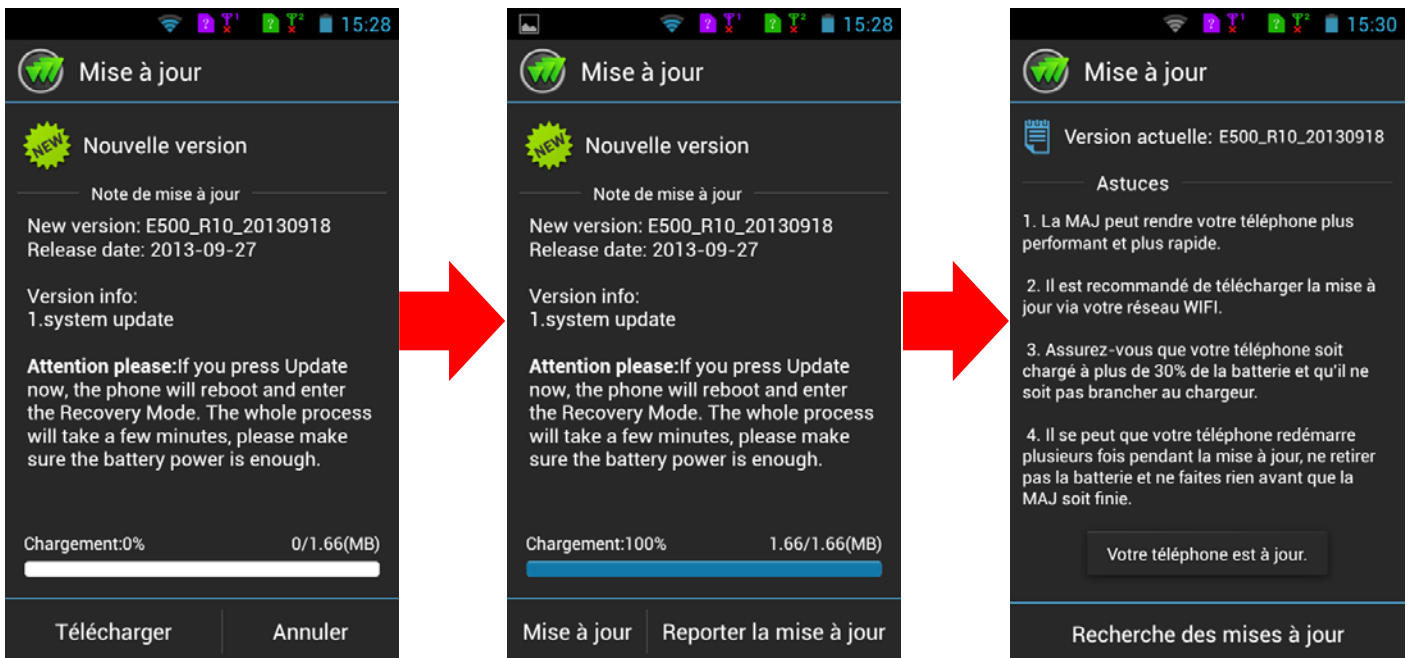 15:28
Mise à jour
NEW
Nouvelle version
Note de mise à jour
New version: E500_R10_20130918
Release date: 2013-09-27
Version info:
1.system update
Attention please:If you press Update
now, the phone will reboot and enter
the Recovery Mode. The whole process
will take a few minutes, please make
sure the battery power is enough.
Chargement:0% 0/1.66(MB)
Télécharger Annuler
15:28
Mise à jour
NEW
Nouvelle version
Note de mise à jour
New version: E500_R10_20130918
Release date: 2013-09-27
Version info:
1.system update
Attention please:If you press Update
now, the phone will reboot and enter
the Recovery Mode. The whole process
will take a few minutes, please make
sure the battery power is enough.
Chargement:100% 1.66/1.66(MB)
Mise à jour Reporter la mise à jour
15:30
Mise à jour
Version actuelle: E500_R10_20130918
Astuces
1. La MAJ peut rendre votre téléphone plus
performant et plus rapide.
2. Il est recommandé de télécharger la mise à
jour via votre réseau WIFI.
3. Assurez-vous que votre téléphone soit
chargé à plus de 30% de la batterie et qu'il ne
soit pas brancher au chargeur.
4. Il se peut que votre téléphone redémarre
plusieurs fois pendant la mise à jour, ne retirer
pas la batterie et ne faites rien avant que la
MAJ soit finie.
Votre téléphone est à jour.
Recherche des mises à jour